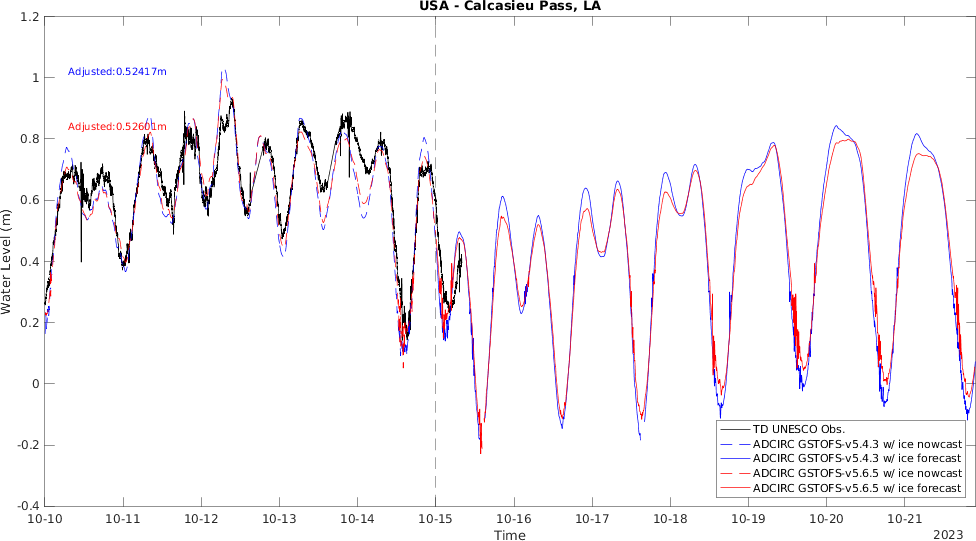 USA - Calcasieu Pass, LA
1.2
1
0.8
0.6
0.4
0.2
0
-0.2
-0.4
Water Level (m)
Adjusted:0.52417m
Adjusted:0.52601m
TD UNESCO Obs.
ADCIRC GSTOFS-v5.4.3 w/ ice nowcast
ADCIRC GSTOFS-v5.4.3 w/ ice forecast
ADCIRC GSTOFS-v5.6.5 w/ ice nowcast
ADCIRC GSTOFS-v5.6.5 w/ ice forecast
10-10 10-11 10-12 10-13 10-14 10-15 10-16 10-17 10-18 10-19 10-20 10-21
Time
2023